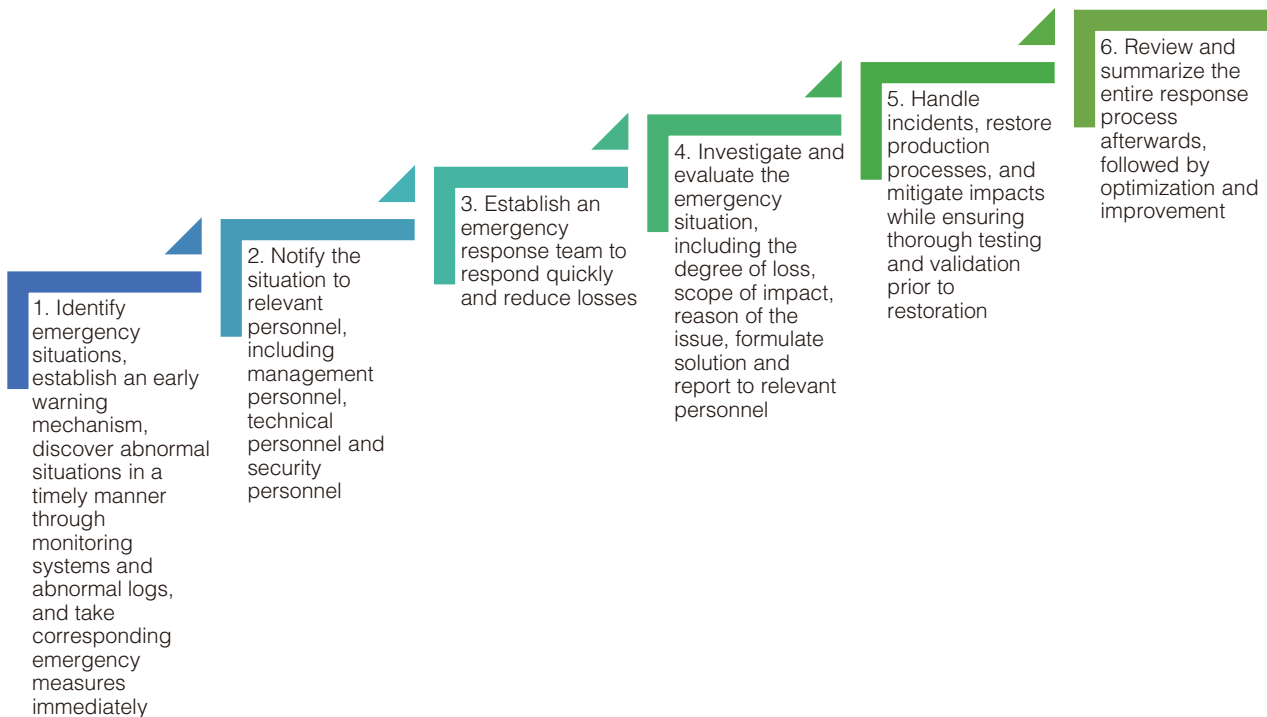 1. Identify
emergency
situations,
establish an early
warning
mechanism,
discover abnormal
situations in a
timely manner
through
monitoring
systems and
abnormal logs,
and take
corresponding
emergency
measures
immediately
2. Notify the
situation to
relevant
personnel,
including
management
personnel,
technical
personnel and
security
personnel
3. Establish an
emergency
response team to
respond quickly
and reduce losses
4. Investigate and
evaluate the
emergency
situation,
including the
degree of loss,
scope of impact,
reason of the
issue, formulate
solution and
report to relevant
personnel
5. Handle
incidents, restore
production
processes, and
mitigate impacts
while ensuring
thorough testing
and validation
prior to
restoration
6. Review and
summarize the
entire response
process
afterwards,
followed by
optimization and
improvement